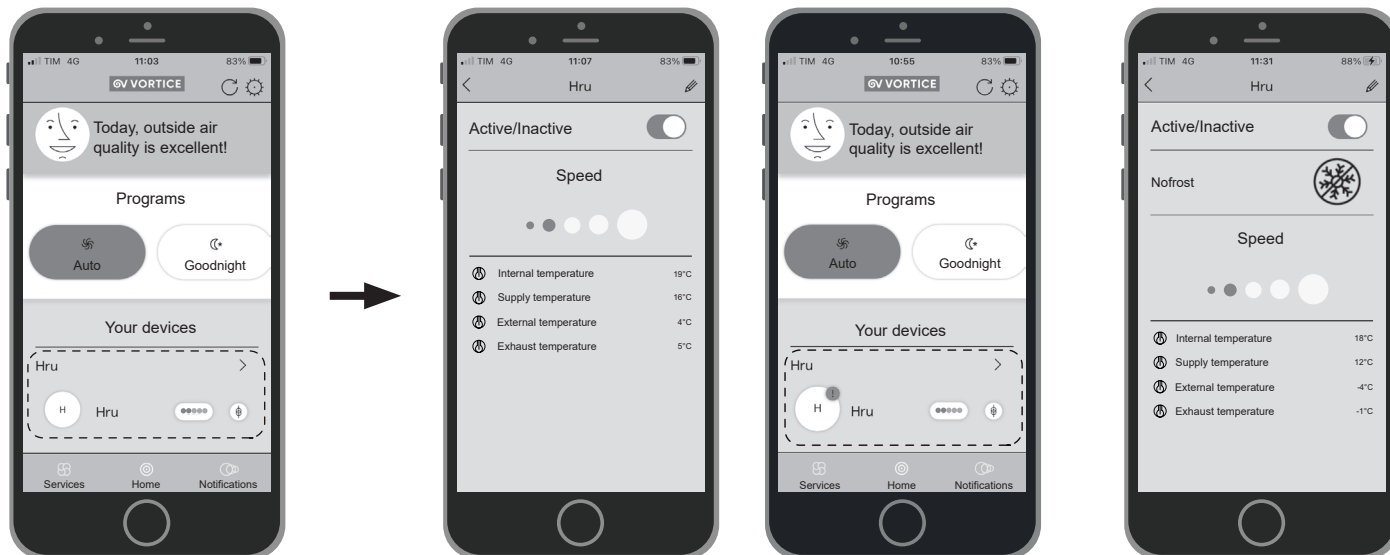 TIM 4G 11:03 83%
VORTICE
Today, outside air
quality is excellent!
Programs
Auto
Goodnight
Your devices
Hru
H
Hru
Services
Home
Notifications
TIM 4G 11:07 83%
Hru
Active/Inactive
Speed
Internal temperature 19°C
Supply temperature 16°C
External temperature 4°C
Exhaust temperature 5°C
TIM 4G 10:55 83%
VORTICE
Today, outside air
quality is excellent!
Programs
Auto
Goodnight
Your devices
Hru
!
H
Hru
Services
Home
Notifications
TIM 4G 11:31 88%
Hru
Active/Inactive
Nofrost
Speed
Internal temperature 18°C
Supply temperature 12°C
External temperature -4°C
Exhaust temperature -1°C